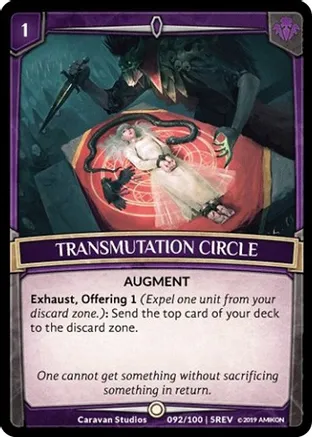 1
TRANSMUTATION CIRCLE
AUGMENT
Exhaust, Offering 1 (Expel one unit from your
discard zone.): Send the top card of your deck
to the discard zone.
One cannot get something without sacrificing
something in return.
Caravan Studios 092/100 | 5REV ©2019 AMIKON